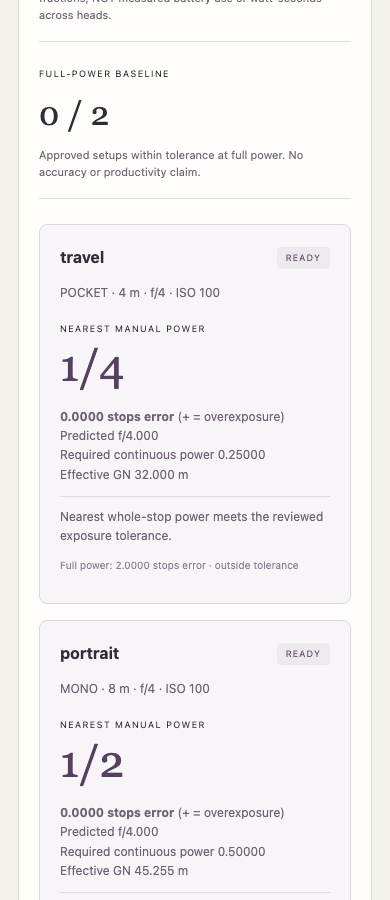 fractions, NOT measured battery use or watt-seconds
across heads.
FULL-POWER BASELINE
0 / 2
Approved setups within tolerance at full power. No
accuracy or productivity claim.
travel
READY
POCKET · 4 m · f/4 · ISO 100
NEAREST MANUAL POWER
1/4
0.0000 stops error (+ = overexposure)
Predicted f/4.000
Required continuous power 0.25000
Effective GN 32.000 m
Nearest whole-stop power meets the reviewed
exposure tolerance.
Full power: 2.0000 stops error · outside tolerance
portrait
READY
MONO · 8 m · f/4 · ISO 100
NEAREST MANUAL POWER
1/2
0.0000 stops error (+ = overexposure)
Predicted f/4.000
Required continuous power 0.50000
Effective GN 45.255 m